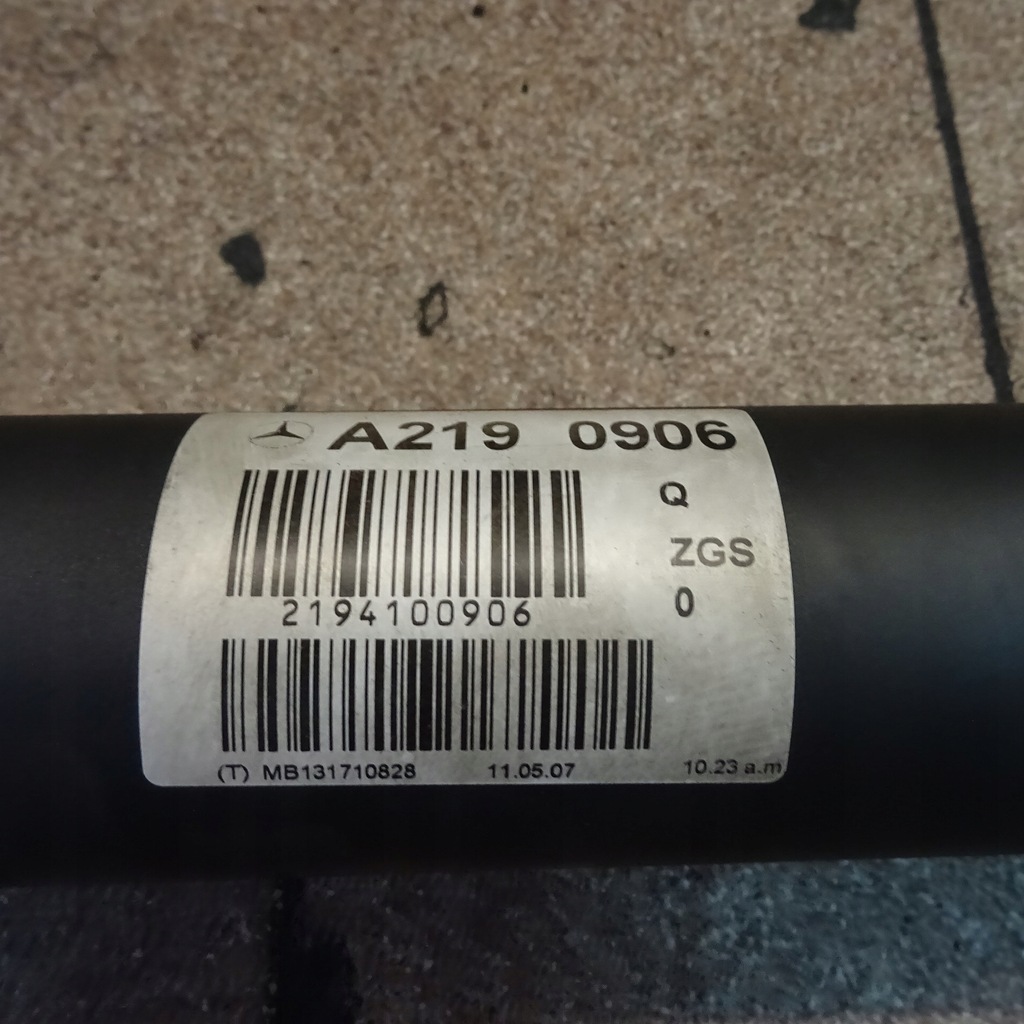 A219 0906
Q
ZGS
2194100906
0
(T) MB131710828 11.05.07 10.23 a.m